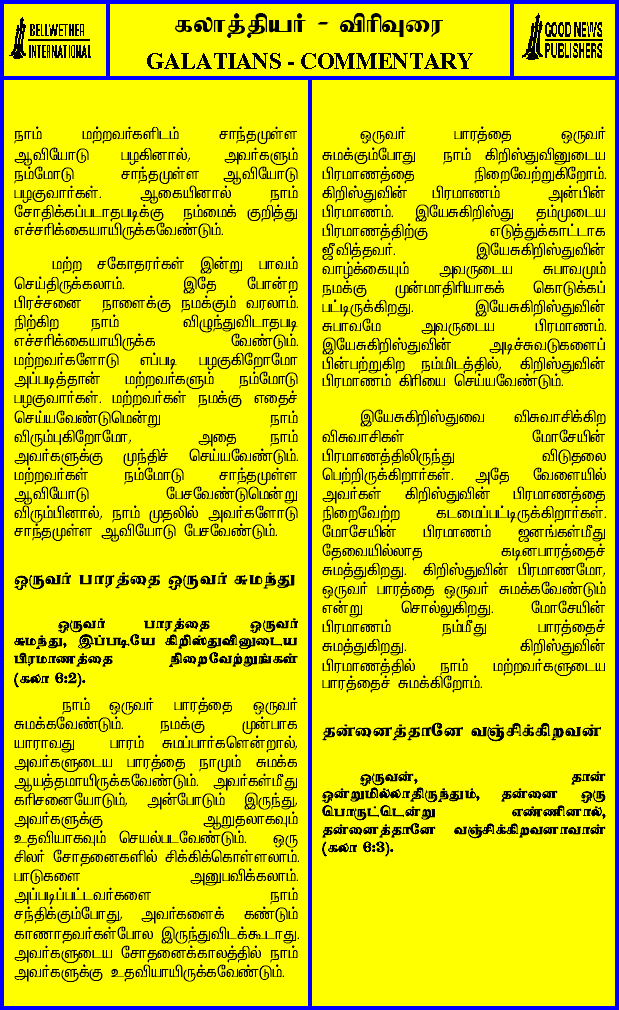 BELLWETHER
INTERNATIONAL
கலாத்தியர் - விரிவுரை
GALATIANS - COMMENTARY
GOOD NEWS
PUBLISHERS
நாம் மற்றவர்களிடம் சாந்தமுள்ள
ஆவியோடு பழகினால், அவர்களும்
நம்மோடு சாந்தமுள்ள ஆவியோடு
பழகுவார்கள். ஆகையினால் நாம்
சோதிக்கப்படாதபடிக்கு நம்மைக் குறித்து
எச்சரிக்கையாயிருக்கவேண்டும்.
மற்ற சகோதரர்கள் இன்று பாவம்
செய்திருக்கலாம். இதே போன்ற
பிரச்சனை நாளைக்கு நமக்கும் வரலாம்.
நிற்கிற நாம் விழுந்துவிடாதபடி
எச்சரிக்கையாயிருக்க வேண்டும்.
மற்றவர்களோடு எப்படி பழகுகிறோமோ
அப்படித்தான் மற்றவர்களும் நம்மோடு
பழகுவார்கள். மற்றவர்கள் நமக்கு எதைச்
செய்யவேண்டுமென்று நாம்
விரும்புகிறோமோ, அதை நாம்
அவர்களுக்கு முந்திச் செய்யவேண்டும்.
மற்றவர்கள் நம்மோடு சாந்தமுள்ள
ஆவியோடு பேசவேண்டுமென்று
விரும்பினால், நாம் முதலில் அவர்களோடு
சாந்தமுள்ள ஆவியோடு பேசவேண்டும்.
ஒருவர் பாரத்தை ஒருவர் சுமந்து
ஒருவர் பாரத்தை ஒருவர்
சுமந்து, இப்படியே கிறிஸ்துவினுடைய
பிரமாணத்தை நிறைவேற்றுங்கள்
(கலா 6:2).
நாம் ஒருவர் பாரத்தை ஒருவர்
சுமக்கவேண்டும். நமக்கு முன்பாக
யாராவது பாரம் சுமப்பார்களென்றால்,
அவர்களுடைய பாரத்தை நாமும் சுமக்க
ஆயத்தமாயிருக்கவேண்டும். அவர்கள்மீது
கரிசனையோடும், அன்போடும் இருந்து,
அவர்களுக்கு ஆறுதலாகவும்
உதவியாகவும் செயல்படவேண்டும். ஒரு
சிலர் சோதனைகளில் சிக்கிக்கொள்ளலாம்.
பாடுகளை அனுபவிக்கலாம்.
அப்படிப்பட்டவர்களை நாம்
சந்திக்கும்போது, அவர்களைக் கண்டும்
காணாதவர்கள்போல இருந்துவிடக்கூடாது.
அவர்களுடைய சோதனைக்காலத்தில் நாம்
அவர்களுக்கு உதவியாயிருக்கவேண்டும்.
ஒருவர் பாரத்தை ஒருவர்
சுமக்கும்போது நாம் கிறிஸ்துவினுடைய
பிரமாணத்தை நிறைவேற்றுகிறோம்.
கிறிஸ்துவின் பிரமாணம் அன்பின்
பிரமாணம். இயேசுகிறிஸ்து தம்முடைய
பிரமாணத்திற்கு எடுத்துக்காட்டாக
ஜீவித்தவர். இயேசுகிறிஸ்துவின்
வாழ்க்கையும் அவருடைய சுபாவமும்
நமக்கு முன்மாதிரியாகக் கொடுக்கப்
பட்டிருக்கிறது. இயேசுகிறிஸ்துவின்
சுபாவமே அவருடைய பிரமாணம்.
இயேசுகிறிஸ்துவின் அடிச்சுவடுகளைப்
பின்பற்றுகிற நம்மிடத்தில், கிறிஸ்துவின்
பிரமாணம் கிரியை செய்யவேண்டும்.
இயேசுகிறிஸ்துவை விசுவாசிக்கிற
விசுவாசிகள் மோசேயின்
பிரமாணத்திலிருந்து விடுதலை
பெற்றிருக்கிறார்கள். அதே வேளையில்
அவர்கள் கிறிஸ்துவின் பிரமாணத்தை
நிறைவேற்ற கடமைப்பட்டிருக்கிறார்கள்.
மோசேயின் பிரமாணம் ஜனங்கள்மீது
தேவையில்லாத கடினபாரத்தைச்
சுமத்துகிறது. கிறிஸ்துவின் பிரமாணமோ,
ஒருவர் பாரத்தை ஒருவர் சுமக்கவேண்டும்
என்று சொல்லுகிறது. மோசேயின்
பிரமாணம் நம்மீது பாரத்தைச்
சுமத்துகிறது. கிறிஸ்துவின்
பிரமாணத்தில் நாம் மற்றவர்களுடைய
பாரத்தைச் சுமக்கிறோம்.
தன்னைத்தானே வஞ்சிக்கிறவன்
ஒருவன், தான்
ஒன்றுமில்லாதிருந்தும், தன்னை ஒரு
பொருட்டென்று எண்ணினால்,
தன்னைத்தானே வஞ்சிக்கிறவனாவான்
(கலா 6:3).